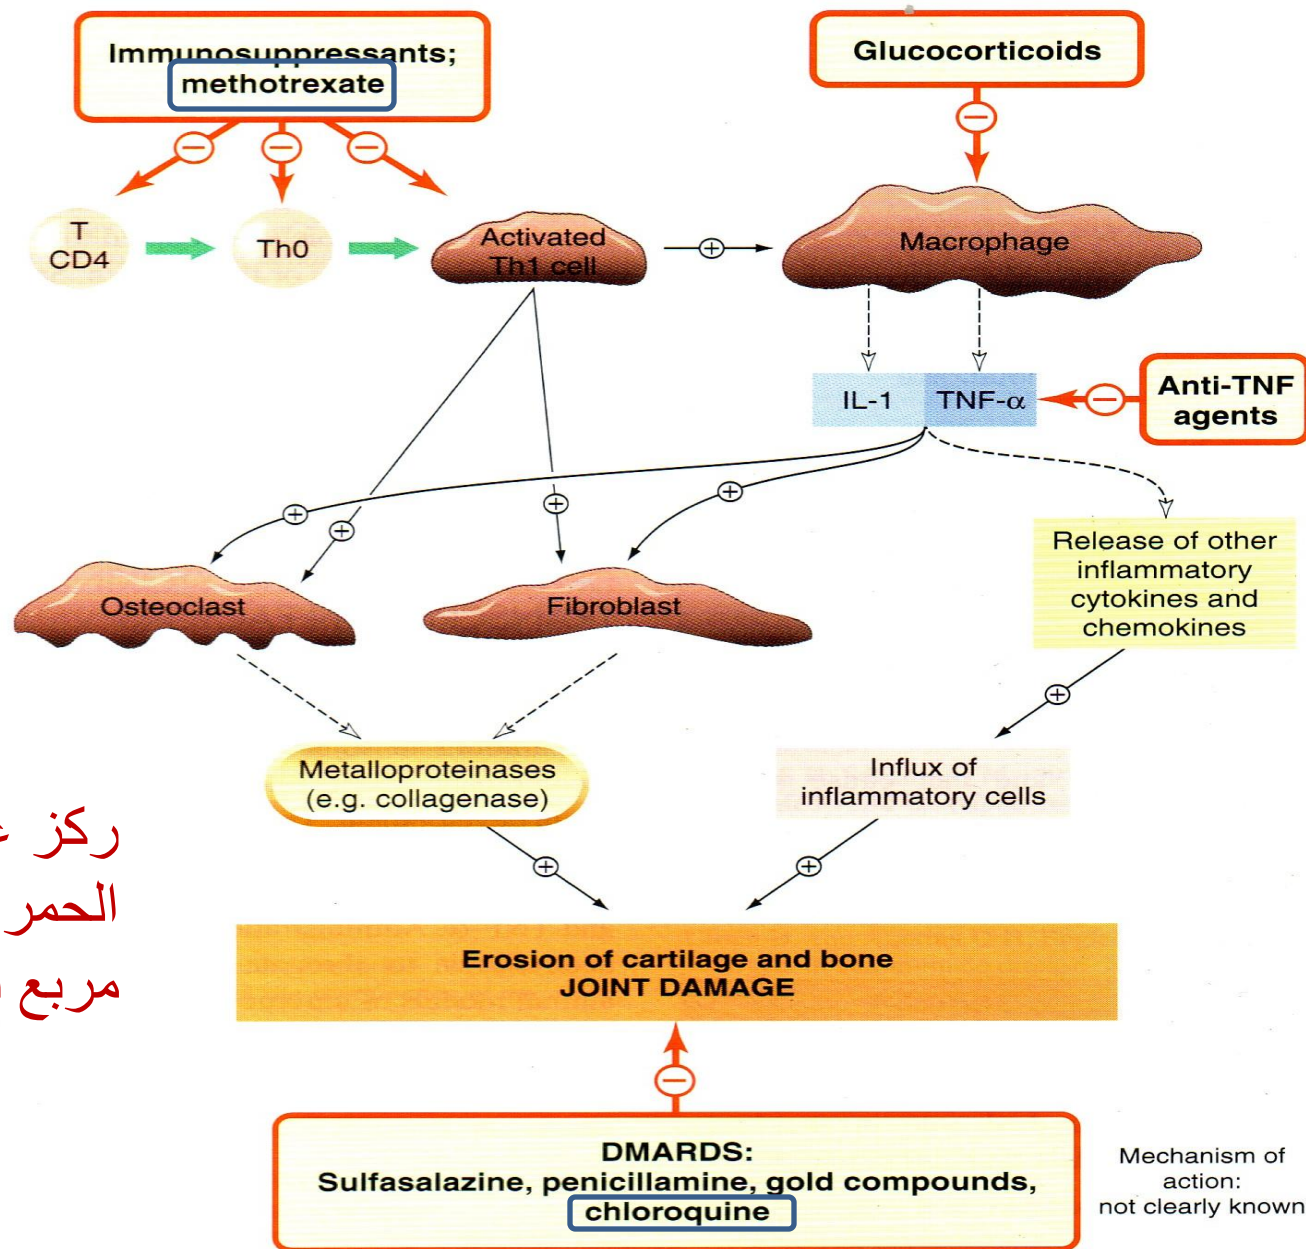 Immunosuppressants;
methotrexate
Glucocorticoids
T
CD4
Th0
Activated
Th1 cell
Macrophage
IL-1
TNF-α
Anti-TNF
agents
Osteoclast
Fibroblast
Release of other
inflammatory
cytokines and
chemokines
Metalloproteinases
(e.g. collagenase)
Influx of
inflammatory cells
ركز
الحمر
مربع
Erosion of cartilage and bone
JOINT DAMAGE
DMARDS:
Sulfasalazine, penicillamine, gold compounds,
chloroquine
Mechanism of
action:
not clearly known